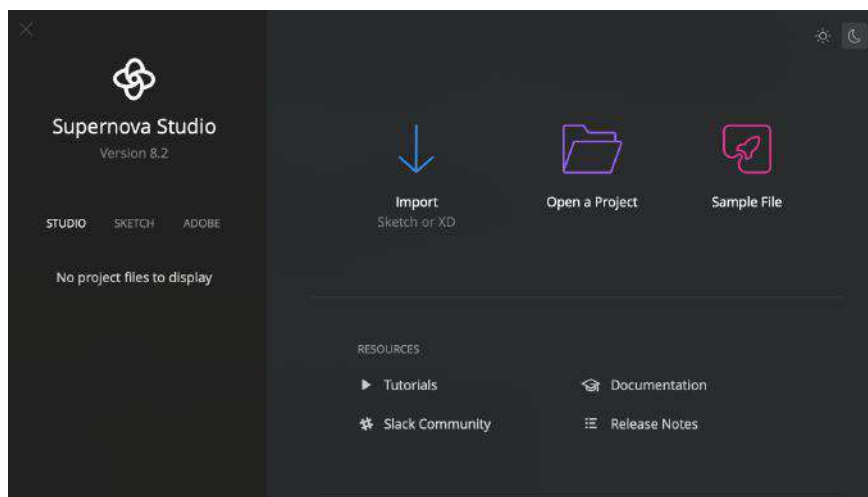 Supernova Studio
Version 8.2
STUDIO SKETCH ADOBE
No project files to display
Import
Sketch or XD
Open a Project
Sample File
RESOURCES
Tutorials
Documentation
Slack Community
Release Notes